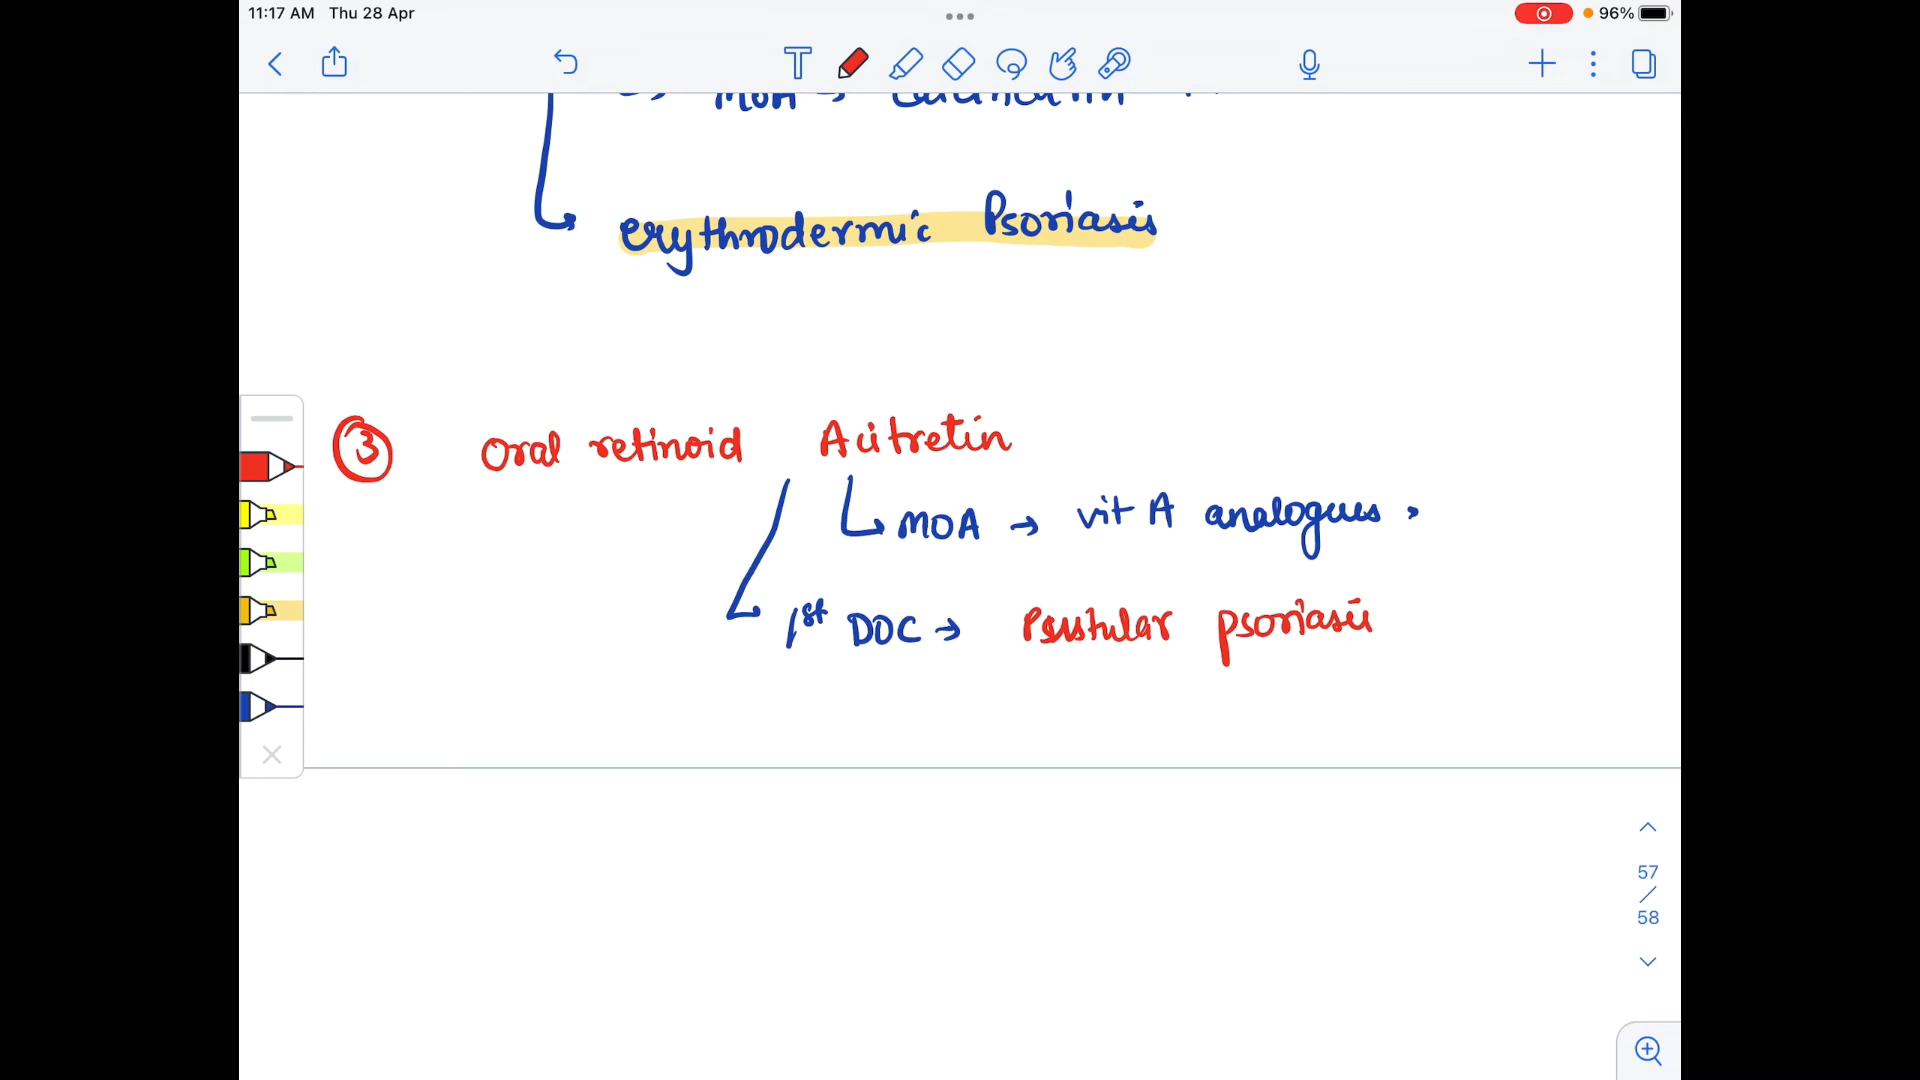 11:17 AM Thu 28 Apr
96%
MOA →
erythrodermic Psoriasis
3 Oral retinoid Acitretin
MOA → vit A analogues
1st DOC → Pustular psoriasis
57
58